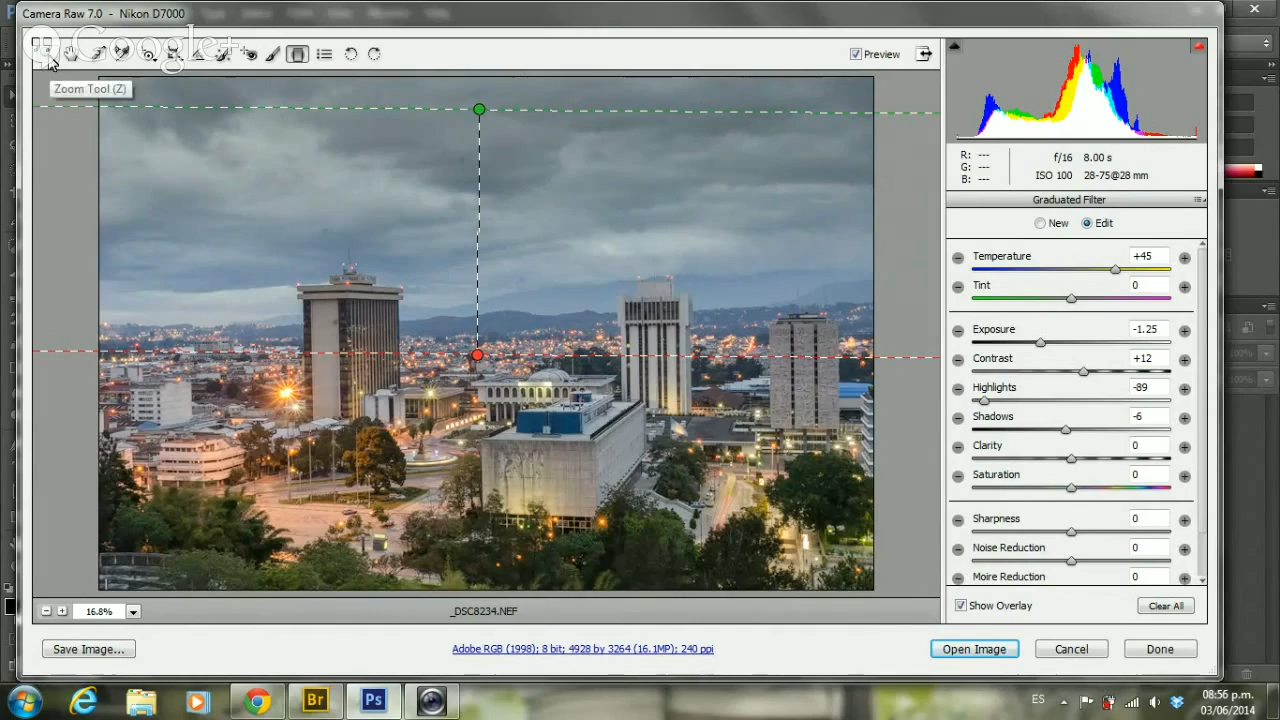 Camera Raw 7.0 - Nikon D7000
Google+
Preview
Zoom Tool (Z)
R: ---
G: ---
B: ---
f/16 8.00 s
ISO 100 28-75@28 mm
Graduated Filter
New Edit
Temperature +45
Tint 0
Exposure -1.25
Contrast +12
Highlights -89
Shadows -6
Clarity 0
Saturation 0
Sharpness 0
Noise Reduction 0
Moire Reduction 0
Show Overlay Clear All
16.8% _DSC8234.NEF
Save Image... Adobe RGB (1998); 8 bit; 4928 by 3264 (16.1MP); 240 ppi Open Image Cancel Done
Br Ps ES 08:56 p.m.
03/06/2014